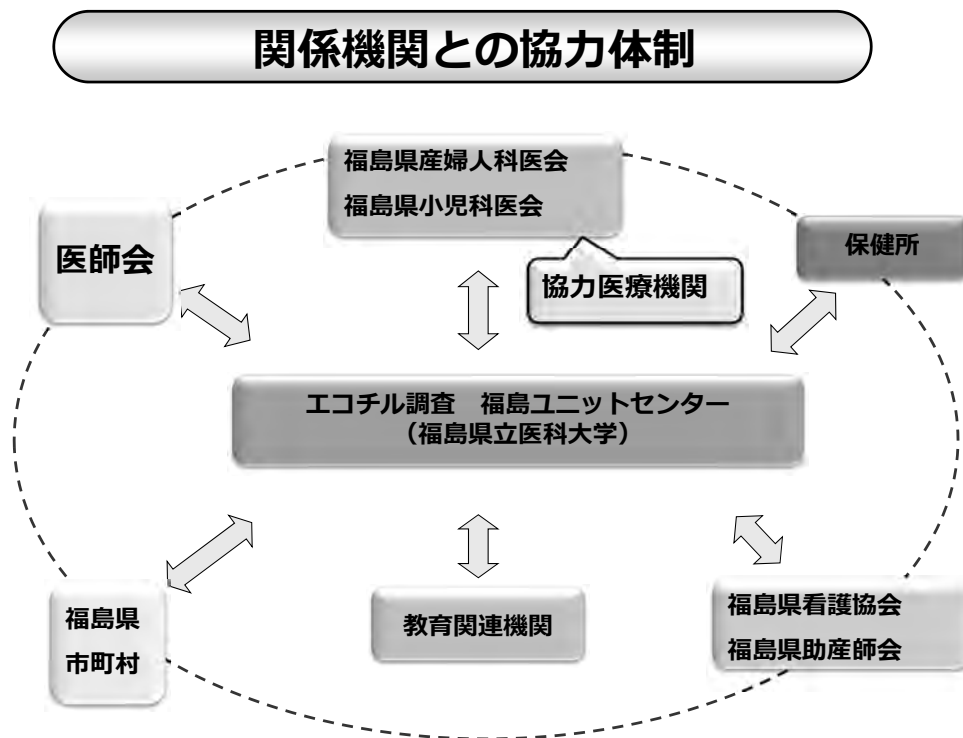 関係機関との協力体制
福島県産婦人科医会
福島県小児科医会
医師会
保健所
協力医療機関
エコチル調査　福島ユニットセンター
（福島県立医科大学）
福島県
市町村
教育関連機関
福島県看護協会
福島県助産師会